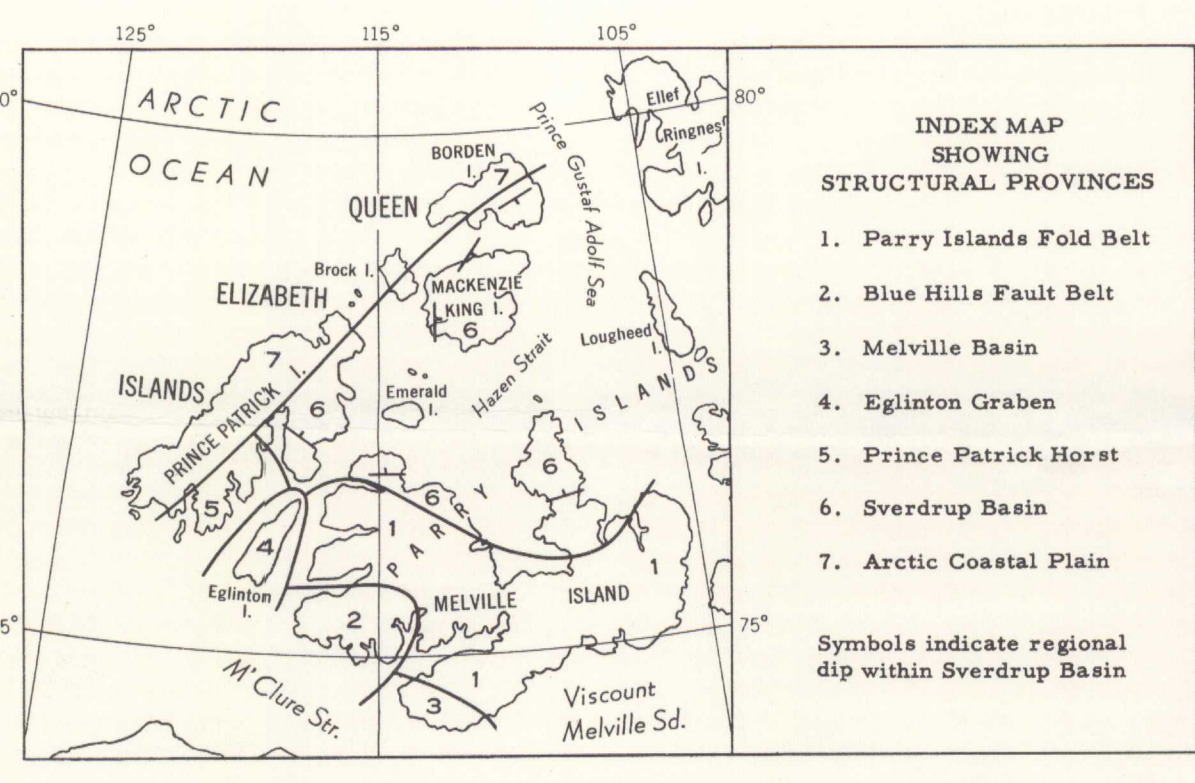 125° 115° 105°
0° 80°
ARCTIC
OCEAN
Ellef
Ringnes
I.
BORDEN
I.
7
Prince Gustaf Adolf Sea
QUEEN
Brock I.
MACKENZIE
KING I.
6
ELIZABETH
Lougheed
I.
Hazen Strait
7
ISLANDS
PRINCE PATRICK I.
6
Emerald
I.
PARRY ISLANDS
6
6
5
1
4
1
Eglinton
I.
MELVILLE ISLAND
2
5° 75°
M'Clure Str.
1
3
Viscount
Melville Sd.
INDEX MAP
SHOWING
STRUCTURAL PROVINCES
1. Parry Islands Fold Belt
2. Blue Hills Fault Belt
3. Melville Basin
4. Eglinton Graben
5. Prince Patrick Horst
6. Sverdrup Basin
7. Arctic Coastal Plain
Symbols indicate regional
dip within Sverdrup Basin